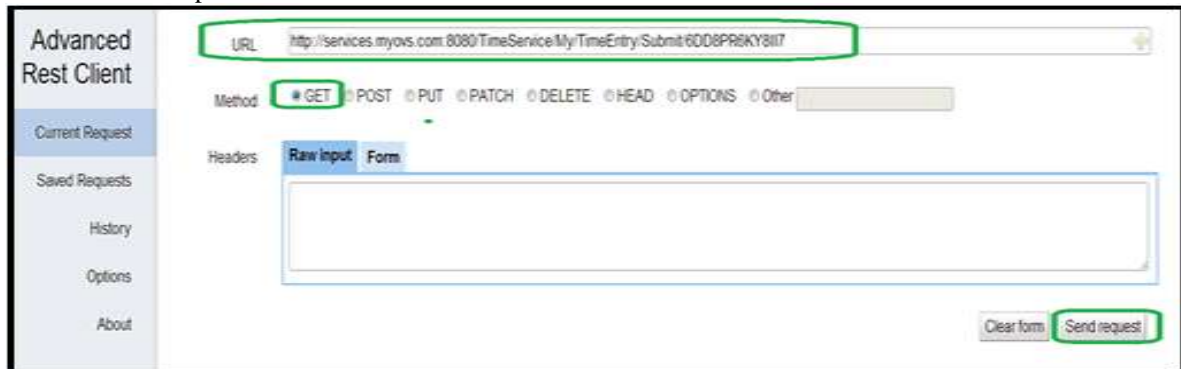 Advanced
Rest Client
Current Request
Saved Requests
History
Options
About
URL http://services.myovs.com:8080/TimeService/My/TimeEntry/Submit/6DD8PR6KY8III7
Method GET POST PUT PATCH DELETE HEAD OPTIONS Other
Headers Raw input Form
Clear form Send request